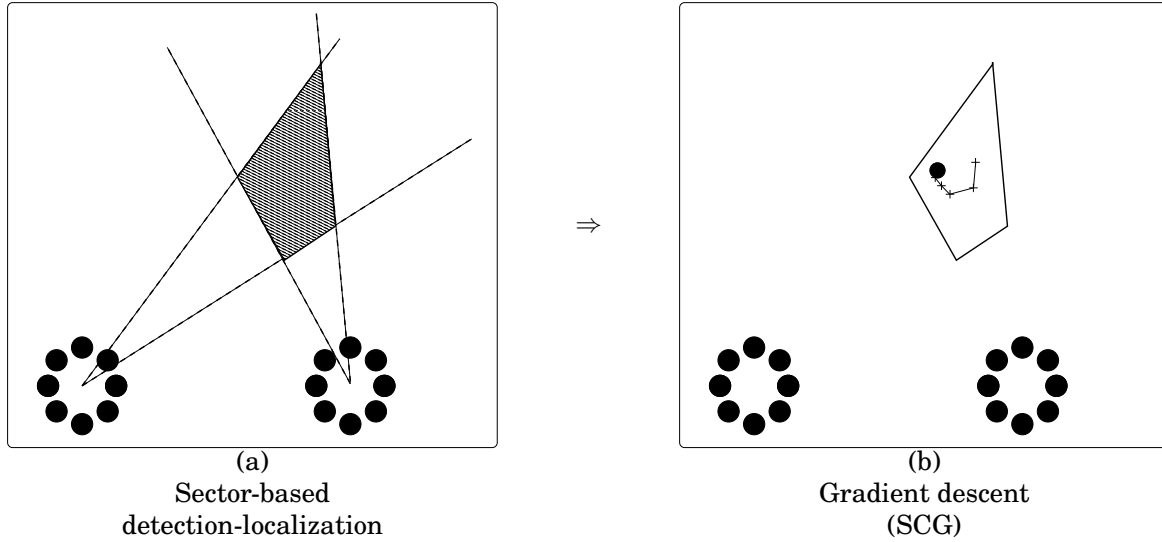 ⇒
(a)
Sector-based
detection-localization
(b)
Gradient descent
(SCG)